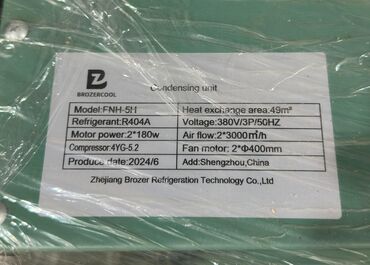 BROZERCOOL
Condensing unit
Model:FNH-5H Heat exchange area:49m²
Refrigerant:R404A Voltage:380V/3P/50HZ
Motor power:2*180w Air flow:2*3000m³/h
Compressor:4YG-5.2 Fan motor: 2*Φ400mm
Produce date:2024/6 Add:Shengzhou,China
Zhejiang Brozer Refrigeration Technology Co.,Ltd